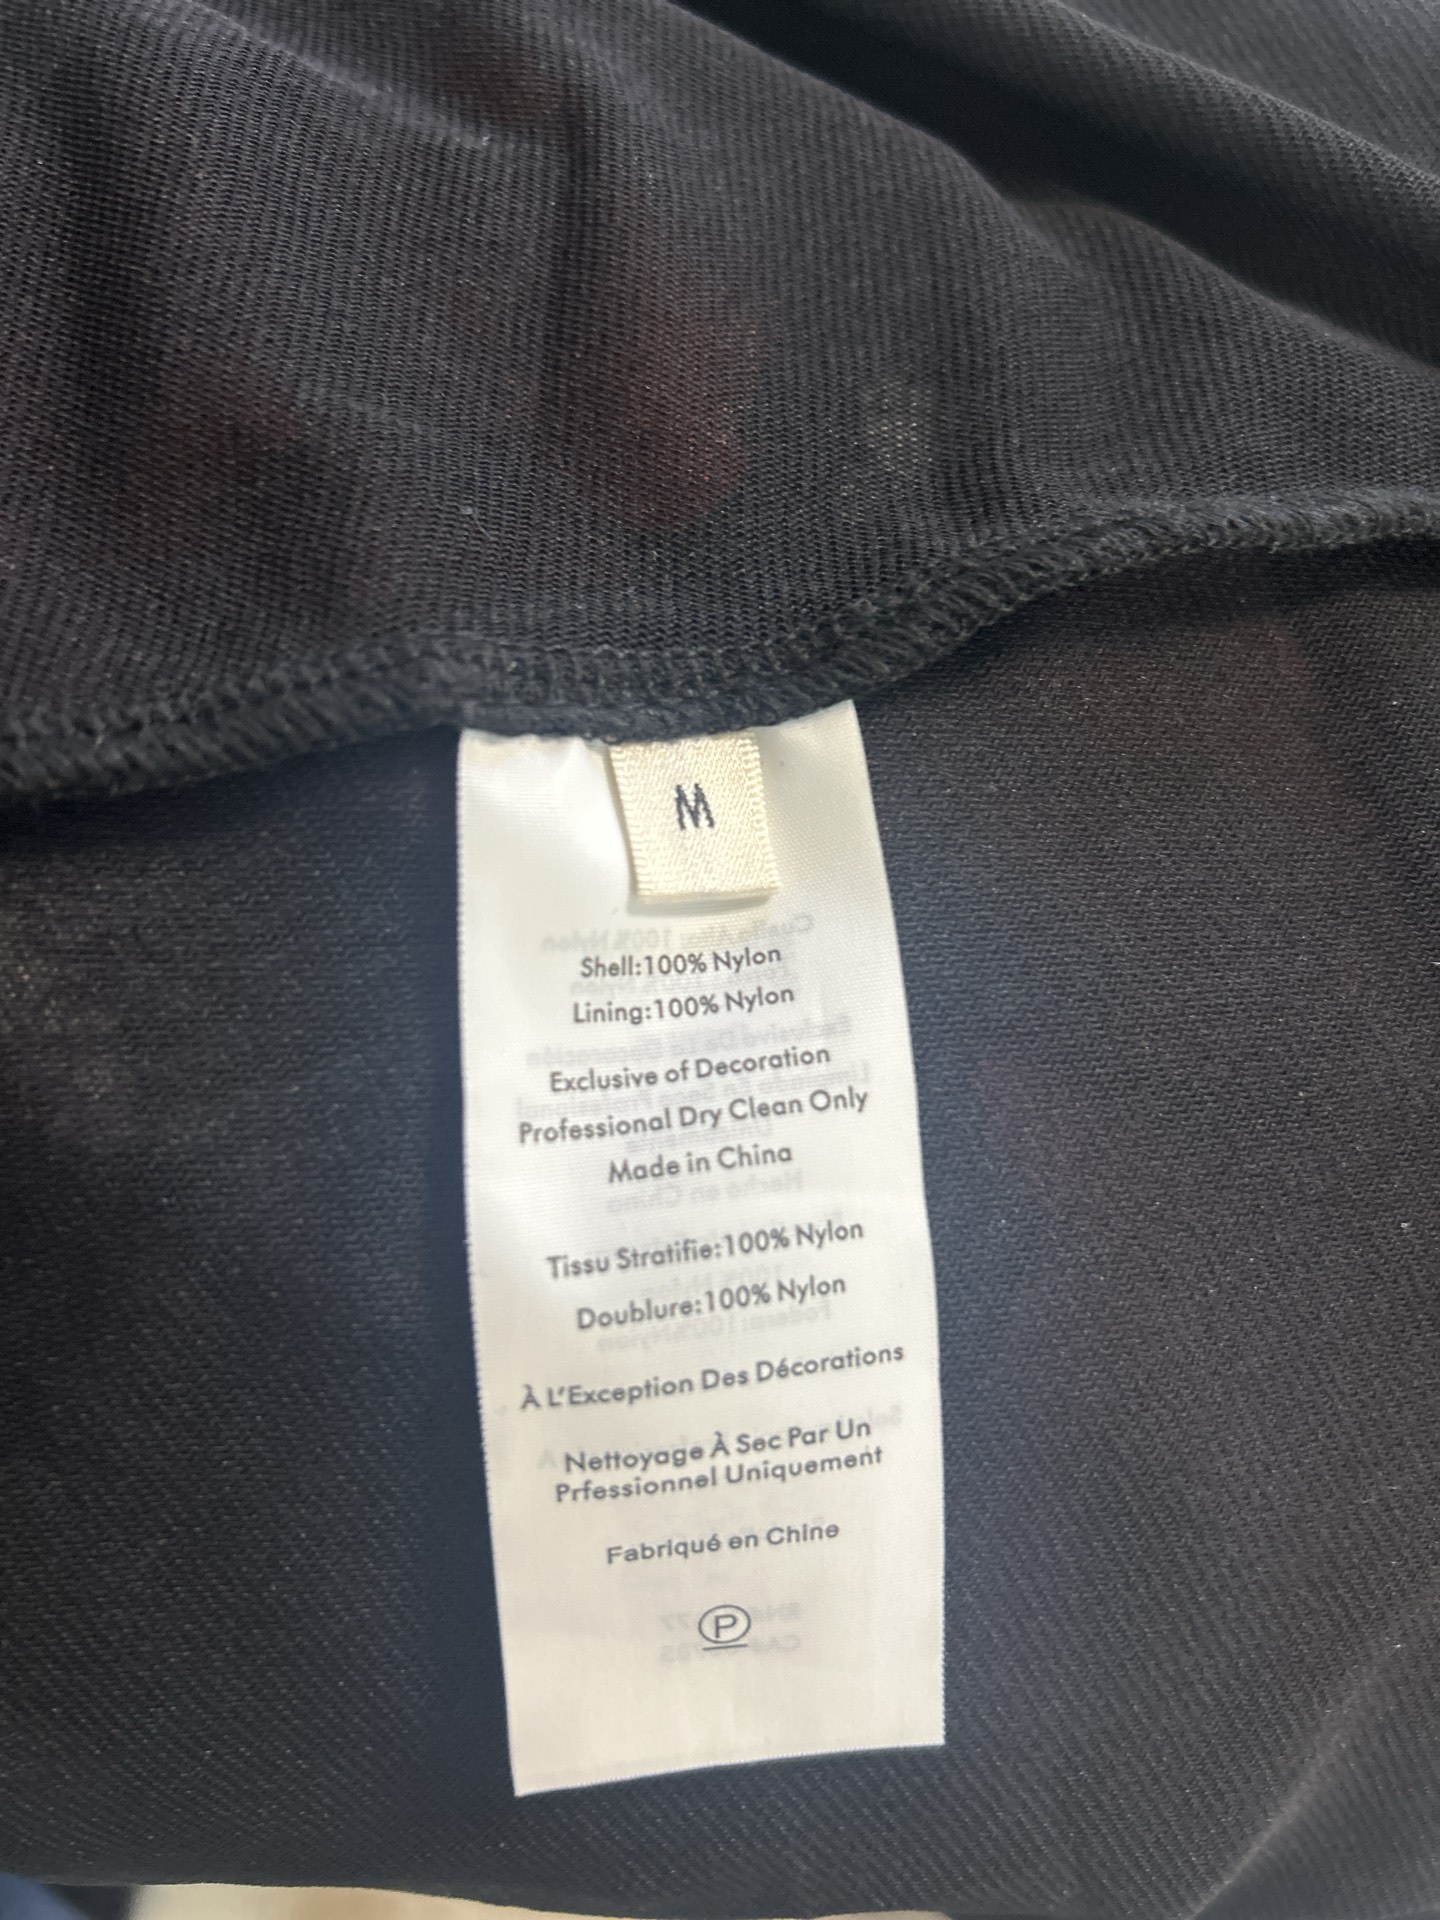 M
Shell:100% Nylon
Lining:100% Nylon
Exclusive of Decoration
Professional Dry Clean Only
Made in China
Tissu Stratifie:100% Nylon
Doublure:100% Nylon
À L'Exception Des Décorations
Nettoyage À Sec Par Un
Prfessionnel Uniquement
Fabriqué en Chine
P